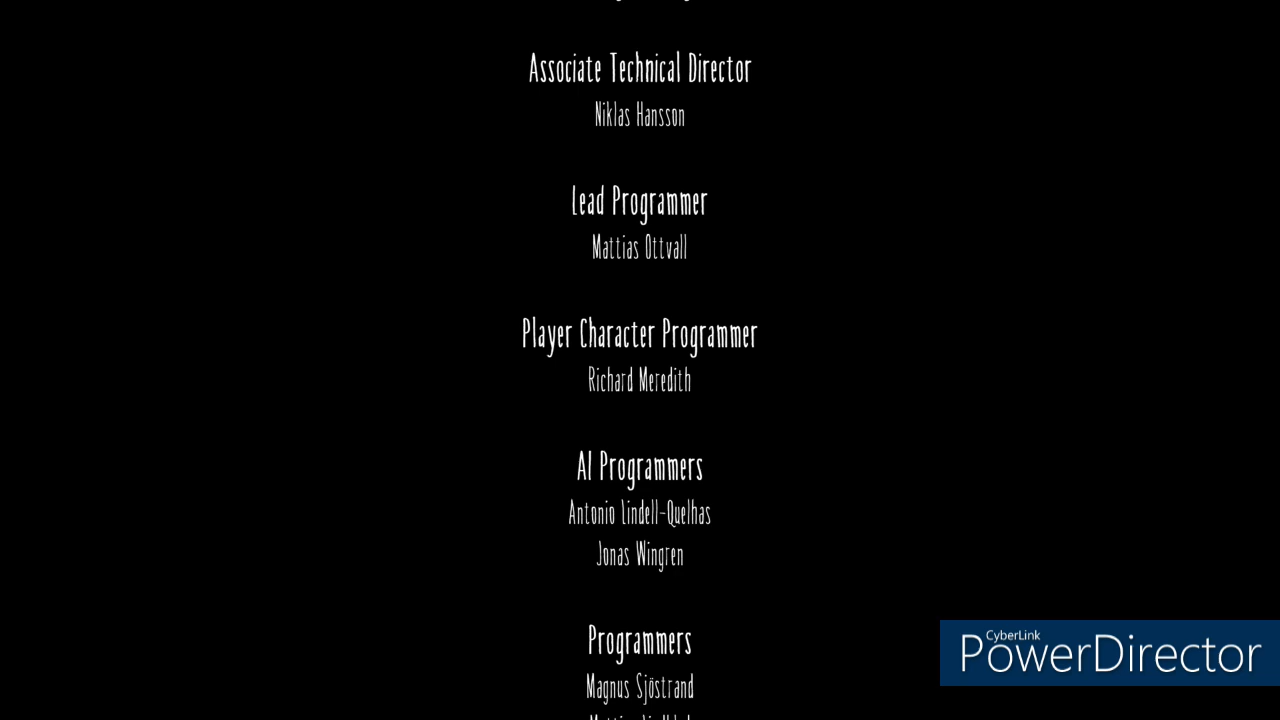 Associate Technical Director
Niklas Hansson
Lead Programmer
Mattias Ottvall
Player Character Programmer
Richard Meredith
AI Programmers
Antonio Lindell-Quelhas
Jonas Wingren
Programmers
Magnus Sjöstrand
CyberLink
PowerDirector